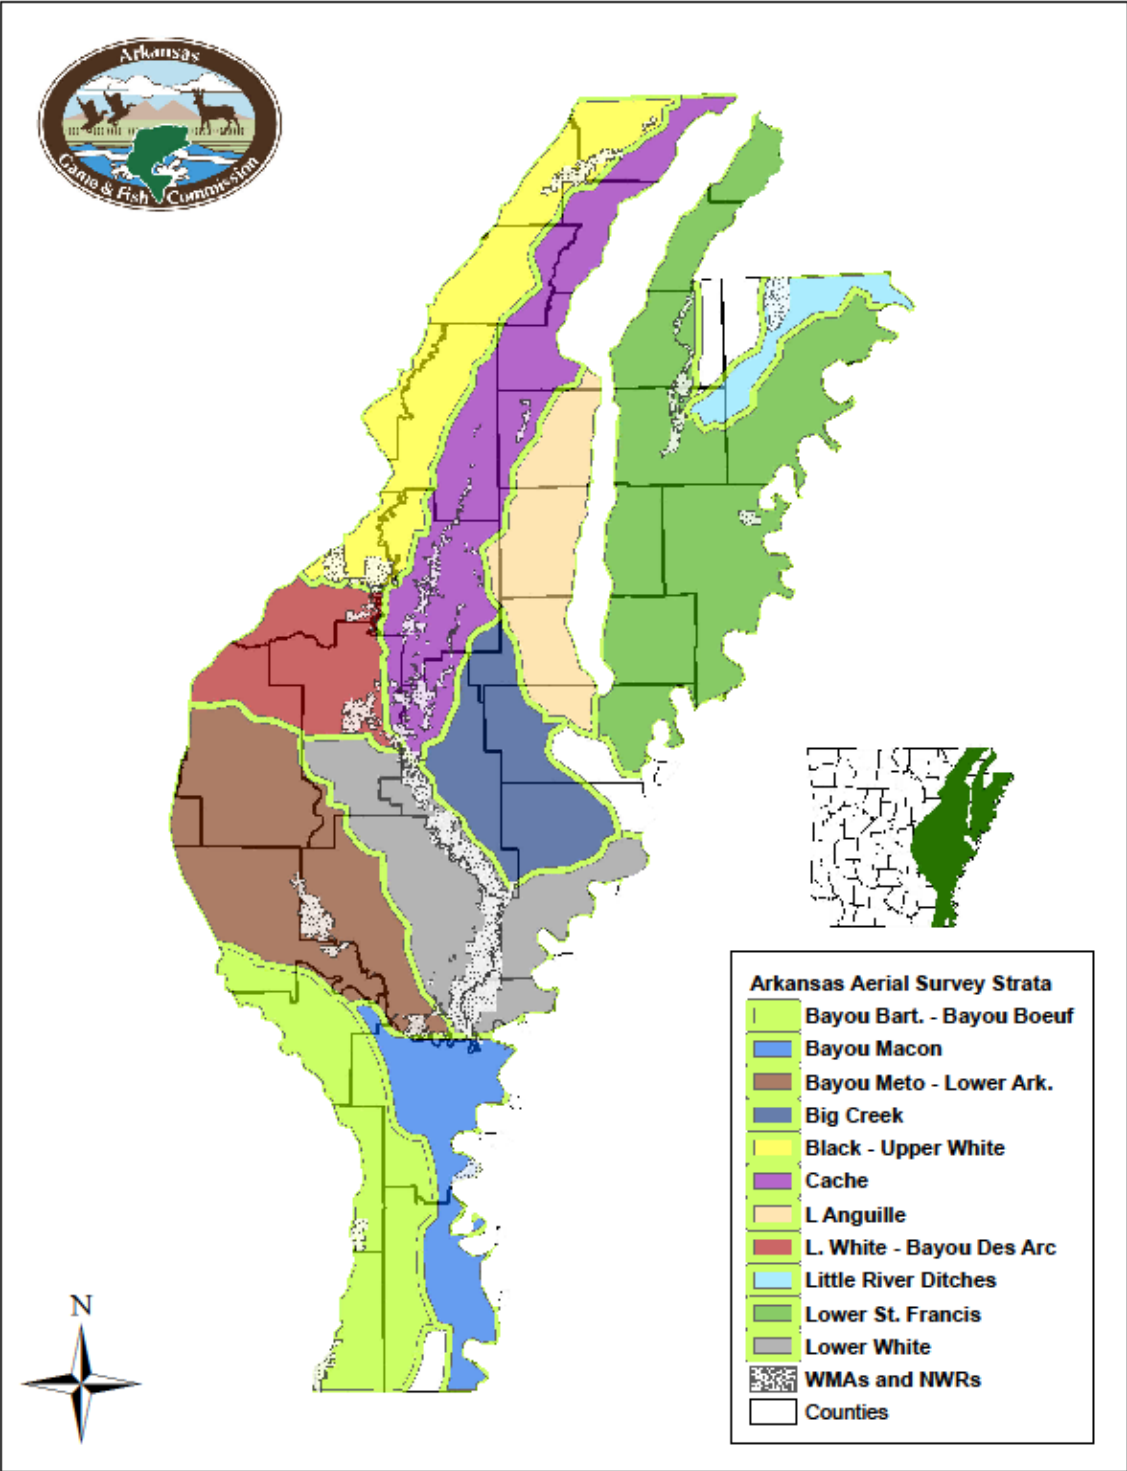 Arkansas
Game & Fish Commission
Arkansas Aerial Survey Strata
Bayou Bart. - Bayou Boeuf
Bayou Macon
Bayou Meto - Lower Ark.
Big Creek
Black - Upper White
Cache
L Anguille
L. White - Bayou Des Arc
Little River Ditches
Lower St. Francis
Lower White
WMAs and NWRs
Counties
N